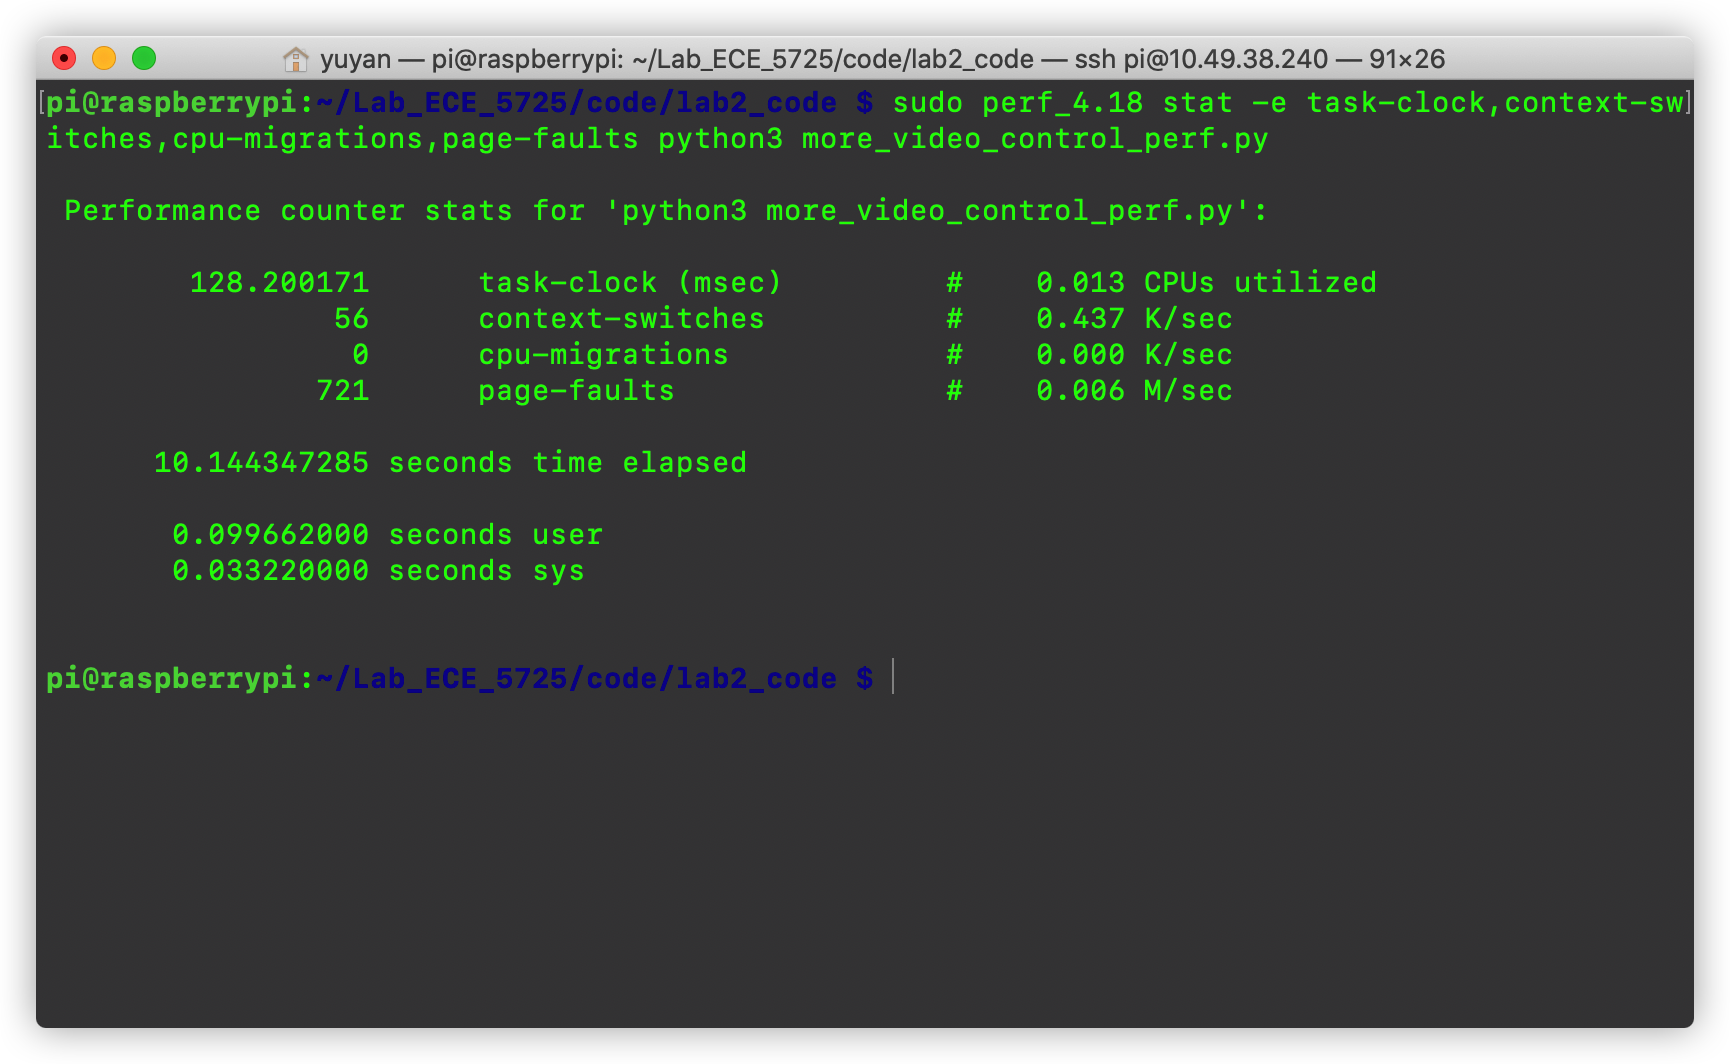 yuyan — pi@raspberrypi: ~/Lab_ECE_5725/code/lab2_code — ssh pi@10.49.38.240 — 91×26
[pi@raspberrypi:~/Lab_ECE_5725/code/lab2_code $ sudo perf_4.18 stat -e task-clock,context-sw]
itches,cpu-migrations,page-faults python3 more_video_control_perf.py
Performance counter stats for 'python3 more_video_control_perf.py':
128.200171 task-clock (msec) # 0.013 CPUs utilized
56 context-switches # 0.437 K/sec
0 cpu-migrations # 0.000 K/sec
721 page-faults # 0.006 M/sec
10.144347285 seconds time elapsed
0.099662000 seconds user
0.033220000 seconds sys
pi@raspberrypi:~/Lab_ECE_5725/code/lab2_code $